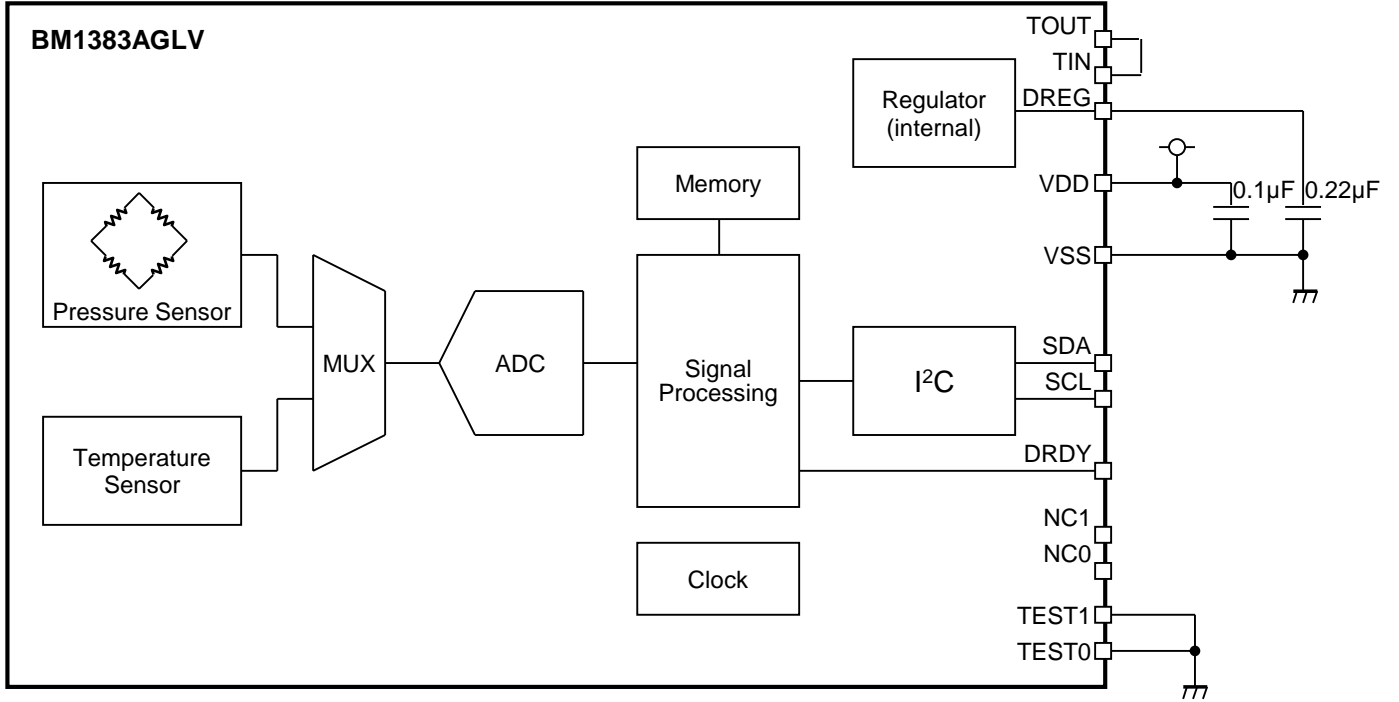 BM1383AGLV
TOUT
TIN
DREG
Regulator
(internal)
Memory
VDD
0.1µF 0.22µF
VSS
Pressure Sensor
MUX
ADC
Signal
Processing
I²C
SDA
SCL
Temperature
Sensor
DRDY
NC1
NC0
Clock
TEST1
TEST0